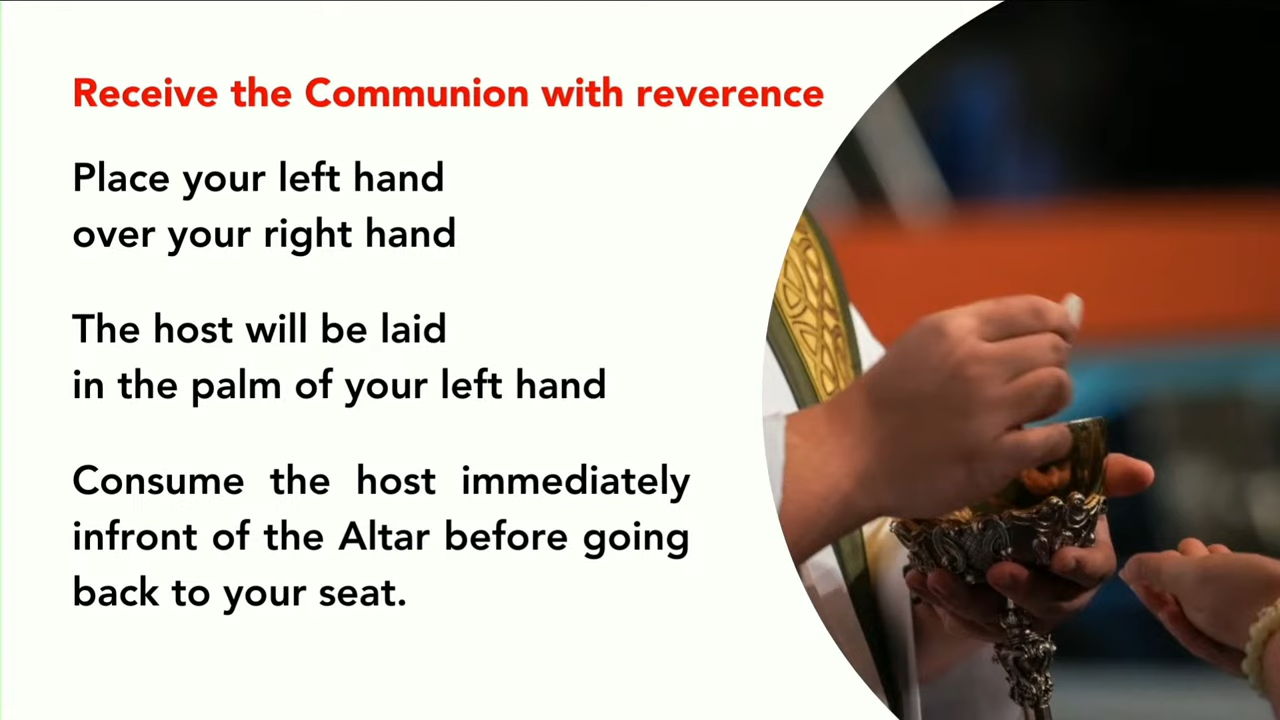 Receive the Communion with reverence
Place your left hand
over your right hand
The host will be laid
in the palm of your left hand
Consume the host immediately
infront of the Altar before going
back to your seat.